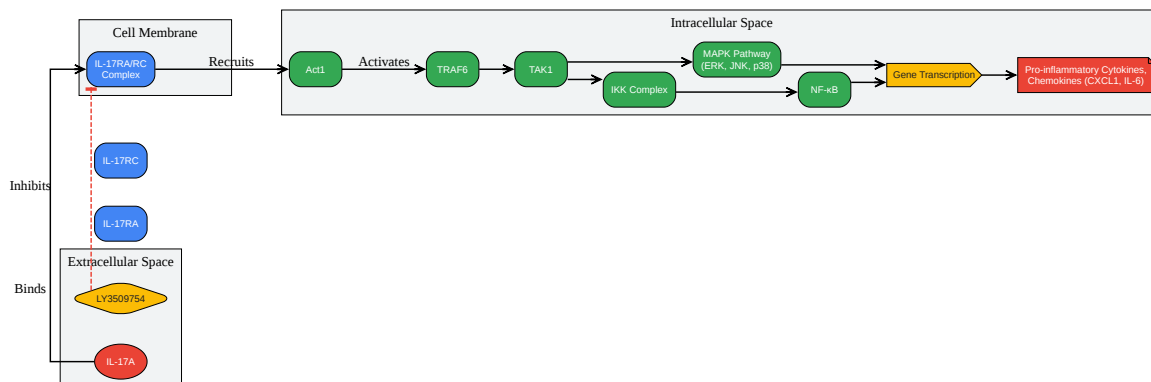 Cell Membrane
IL-17RA/RC
Complex
Recruits
Intracellular Space
Act1
Activates
TRAF6
TAK1
MAPK Pathway
(ERK, JNK, p38)
IKK Complex
NF-κB
Gene Transcription
Pro-inflammatory Cytokines,
Chemokines (CXCL1, IL-6)
IL-17RC
Inhibits
IL-17RA
Extracellular Space
Binds
LY3509754
IL-17A